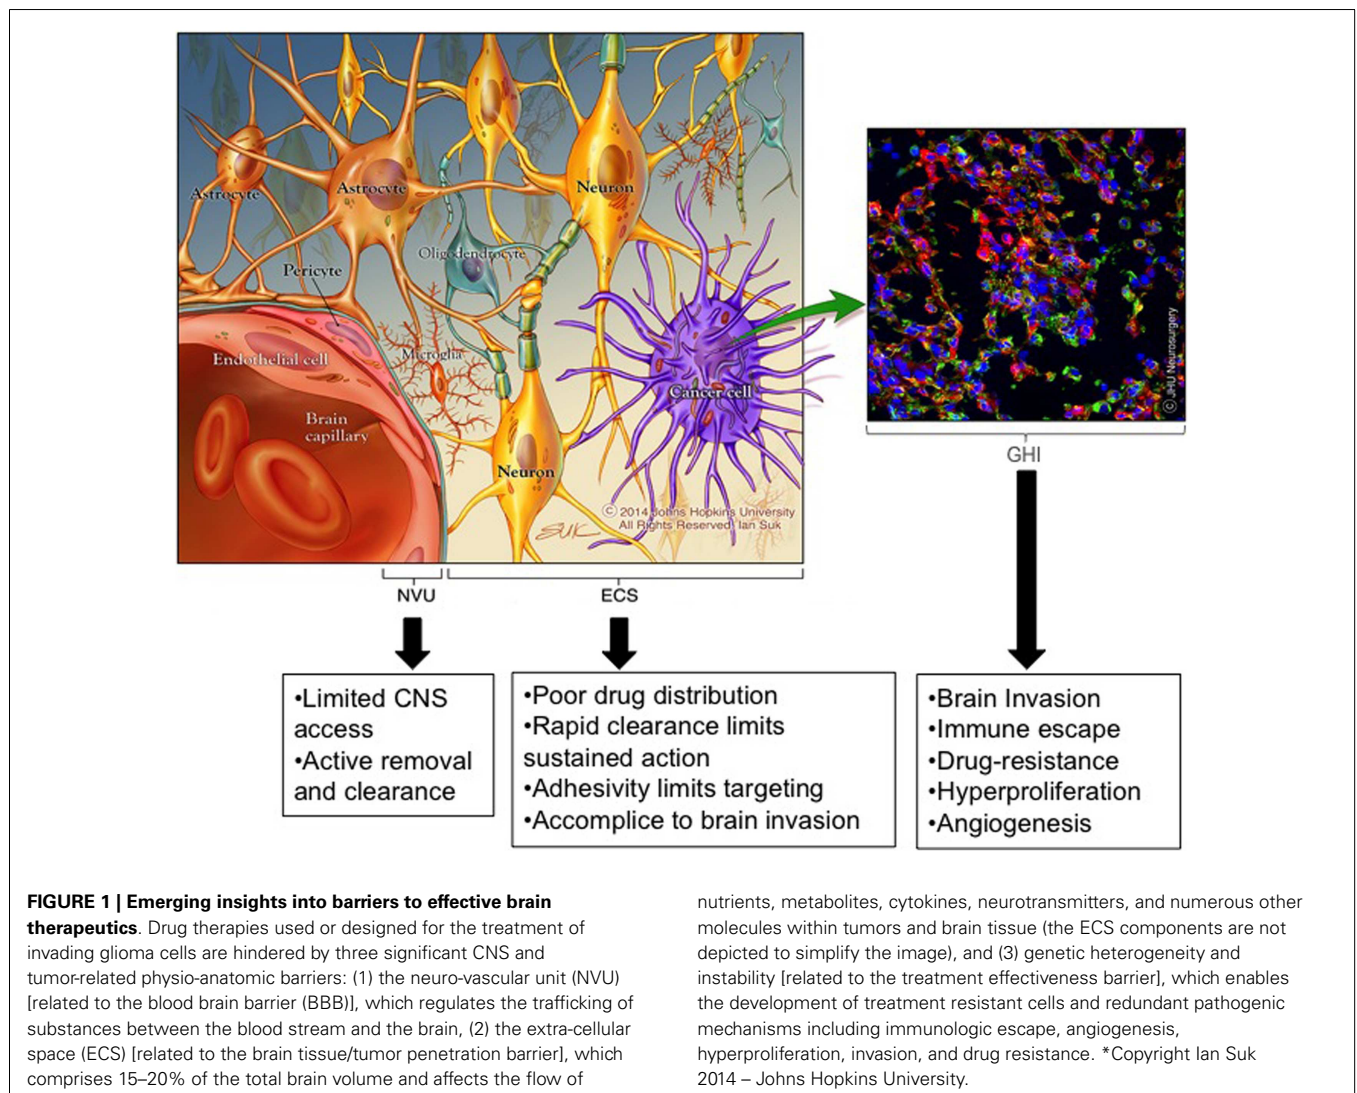 Astrocyte
Astrocyte
Neuron
Oligodendrocyte
Pericyte
Microglia
Endothelial cell
Brain
capillary
Cancer cell
Neuron
SUK
© 2014 Johns Hopkins University
All Rights Reserved, Ian Suk
© JHU Neurosurgery
NVU
ECS
GHI
•Limited CNS
access
•Active removal
and clearance
•Poor drug distribution
•Rapid clearance limits
sustained action
•Adhesivity limits targeting
•Accomplice to brain invasion
•Brain Invasion
•Immune escape
•Drug-resistance
•Hyperproliferation
•Angiogenesis
FIGURE 1 | Emerging insights into barriers to effective brain
therapeutics. Drug therapies used or designed for the treatment of
invading glioma cells are hindered by three significant CNS and
tumor-related physio-anatomic barriers: (1) the neuro-vascular unit (NVU)
[related to the blood brain barrier (BBB)], which regulates the trafficking of
substances between the blood stream and the brain, (2) the extra-cellular
space (ECS) [related to the brain tissue/tumor penetration barrier], which
comprises 15–20% of the total brain volume and affects the flow of
nutrients, metabolites, cytokines, neurotransmitters, and numerous other
molecules within tumors and brain tissue (the ECS components are not
depicted to simplify the image), and (3) genetic heterogeneity and
instability [related to the treatment effectiveness barrier], which enables
the development of treatment resistant cells and redundant pathogenic
mechanisms including immunologic escape, angiogenesis,
hyperproliferation, invasion, and drug resistance. *Copyright Ian Suk
2014 – Johns Hopkins University.